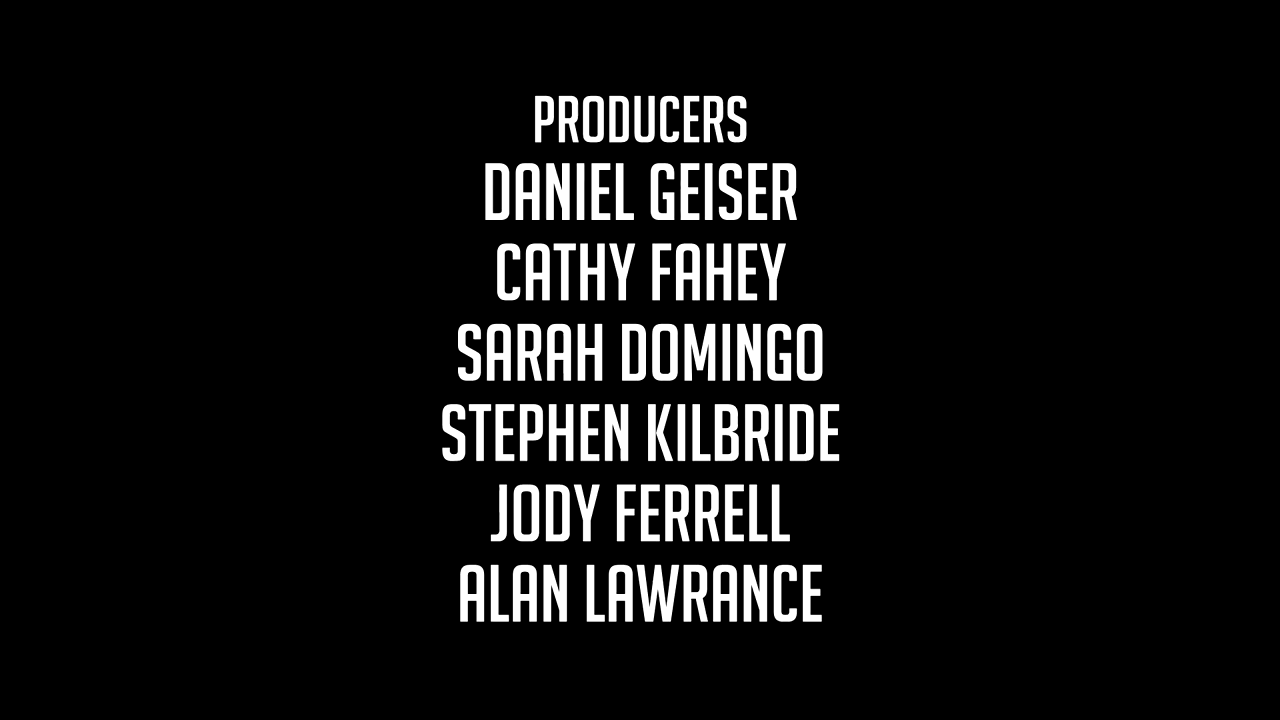 PRODUCERS
DANIEL GEISER
CATHY FAHEY
SARAH DOMINGO
STEPHEN KILBRIDE
JODY FERRELL
ALAN LAWRANCE